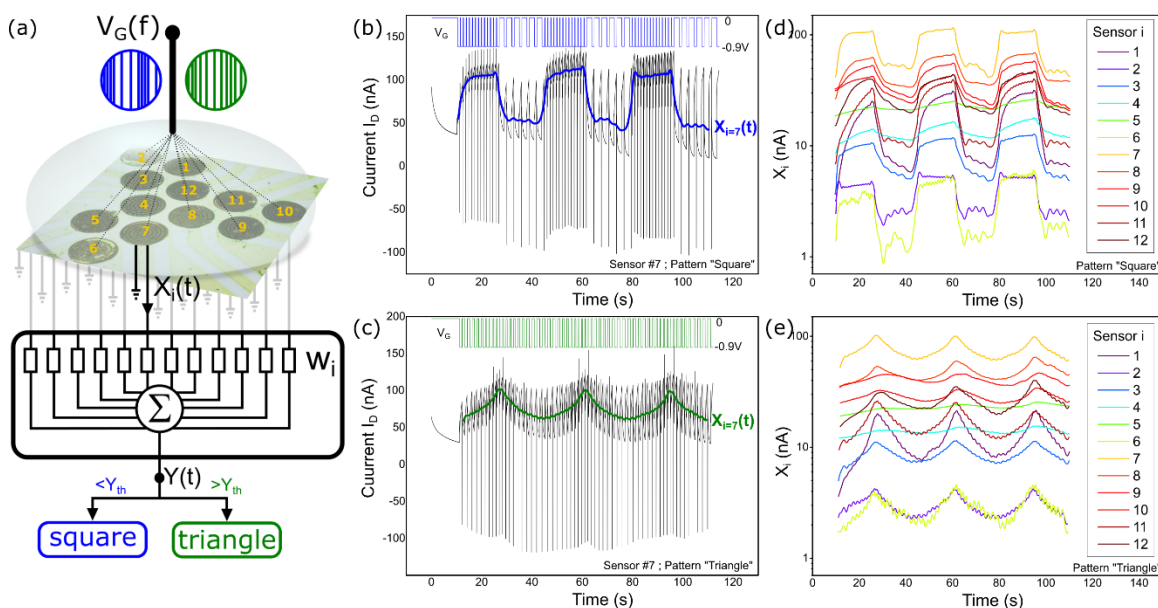 (a)
V_G(f)
2
1
3
12
4
11
5
8
10
7
9
6
X_i(t)
w_i
Σ
Y(t)
<Y_th
>Y_th
square
triangle
(b)
V_G
0
-0.9V
150
100
50
0
-50
-100
Cuurrent I_D (nA)
X_i=7(t)
Sensor #7 ; Pattern "Square"
0 20 40 60 80 100 120
Time (s)
(c)
200
V_G
0
-0.9V
150
100
50
0
-50
-100
Cuurrent I_D (nA)
X_i=7(t)
Sensor #7 ; Pattern "Triangle"
0 20 40 60 80 100 120
Time (s)
(d)
100
10
1
X_i (nA)
Sensor i
1
2
3
4
5
6
7
8
9
10
11
12
Pattern "Square"
0 20 40 60 80 100 120 140
Time (s)
(e)
100
10
1
X_i (nA)
Sensor i
1
2
3
4
5
6
7
8
9
10
11
12
Pattern "Triangle"
0 20 40 60 80 100 120 140
Time (s)